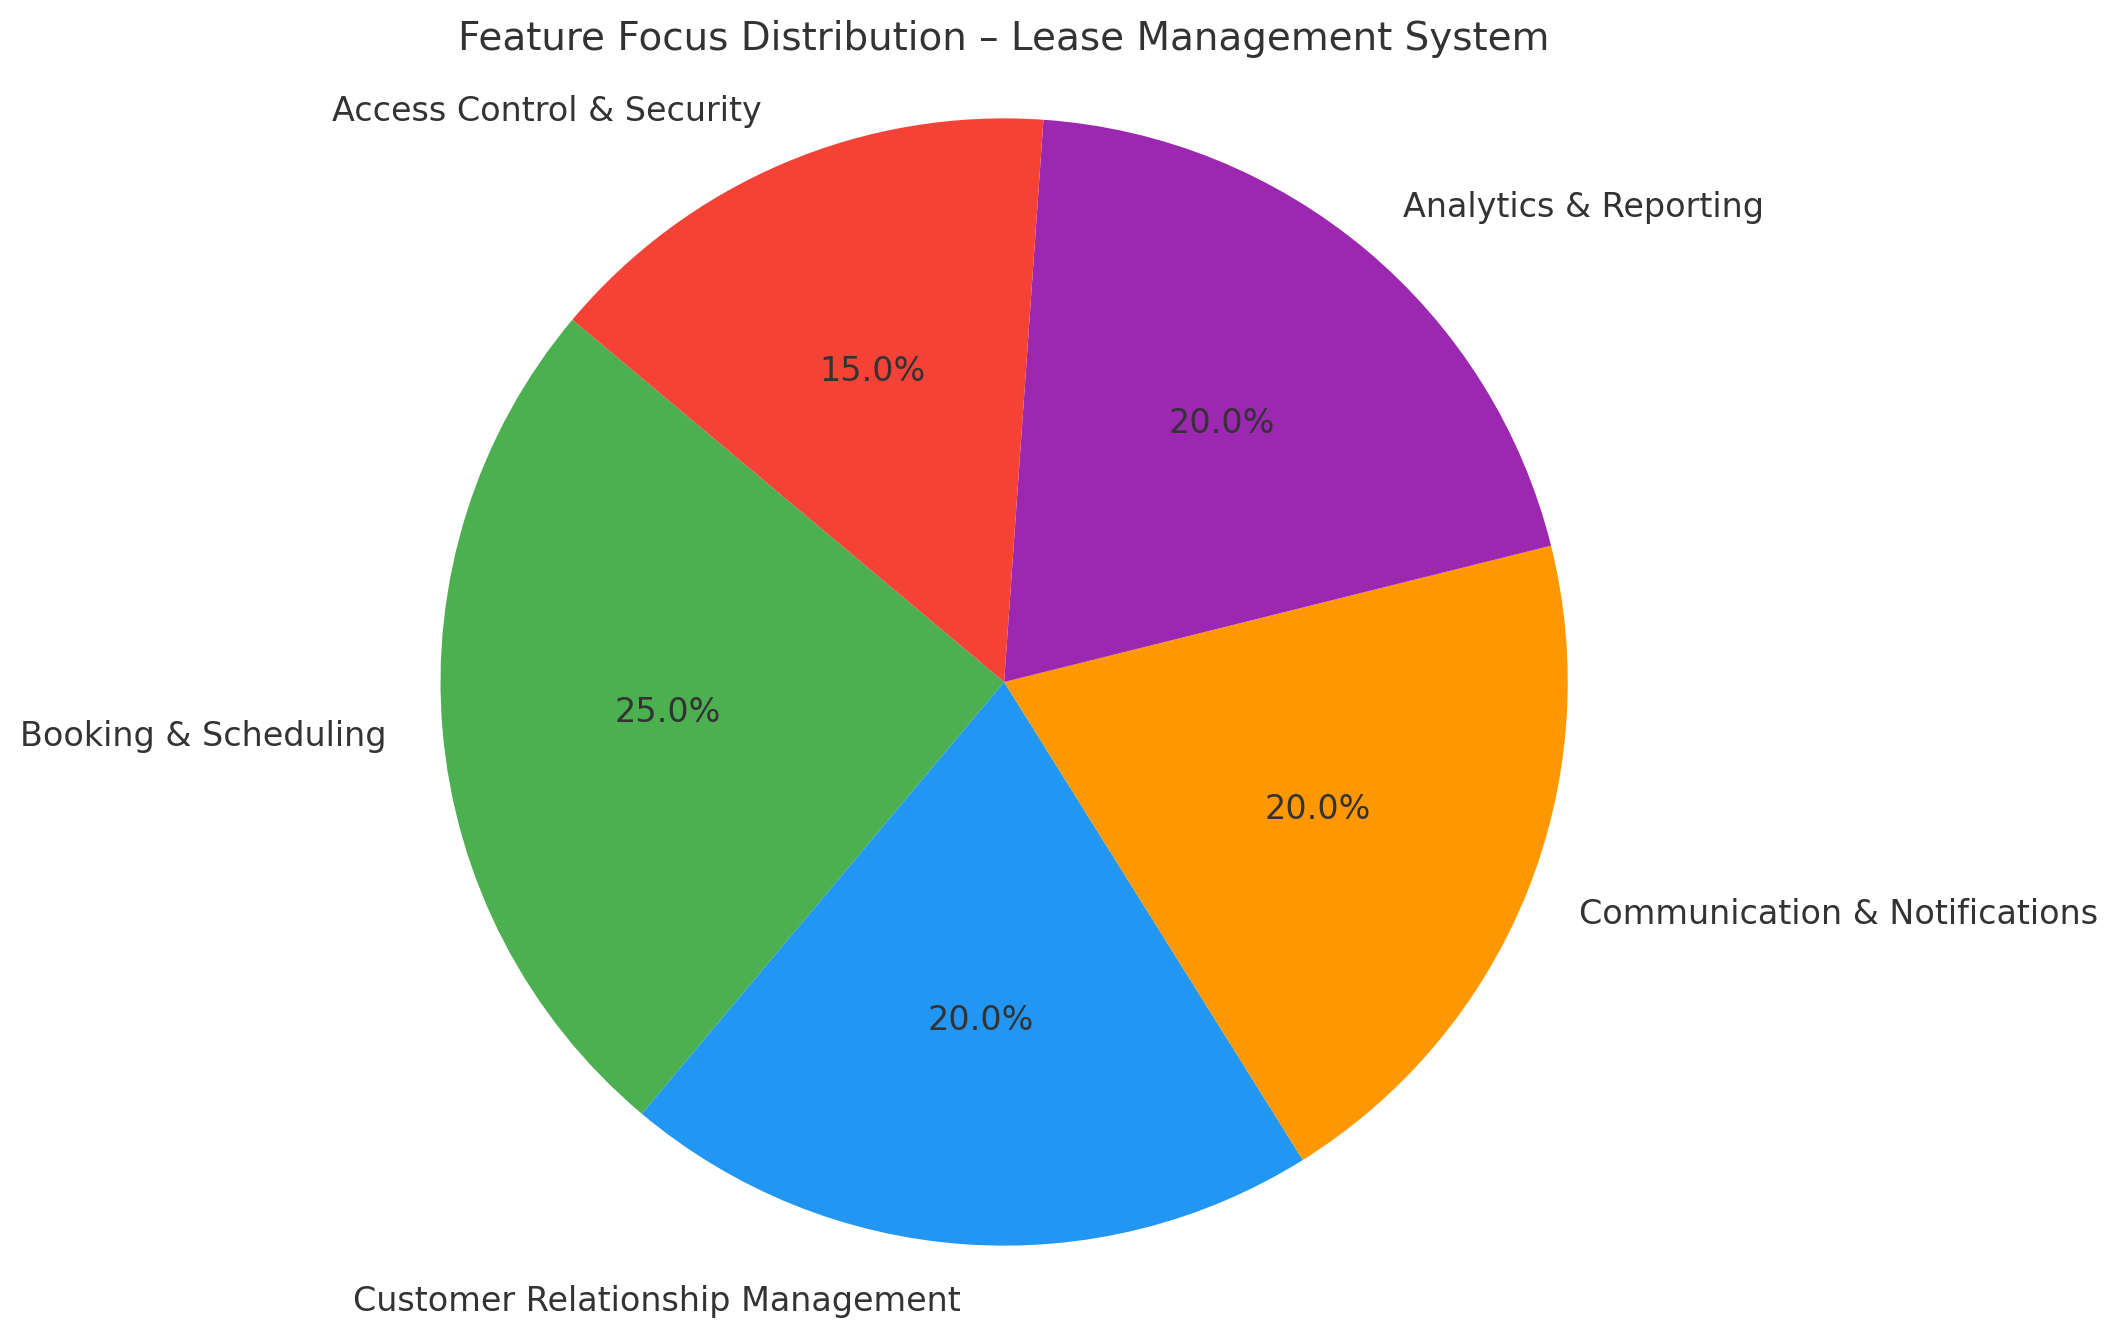 Feature Focus Distribution – Lease Management System
Access Control & Security
Analytics & Reporting
15.0%
20.0%
25.0%
Booking & Scheduling
20.0%
Communication & Notifications
20.0%
Customer Relationship Management